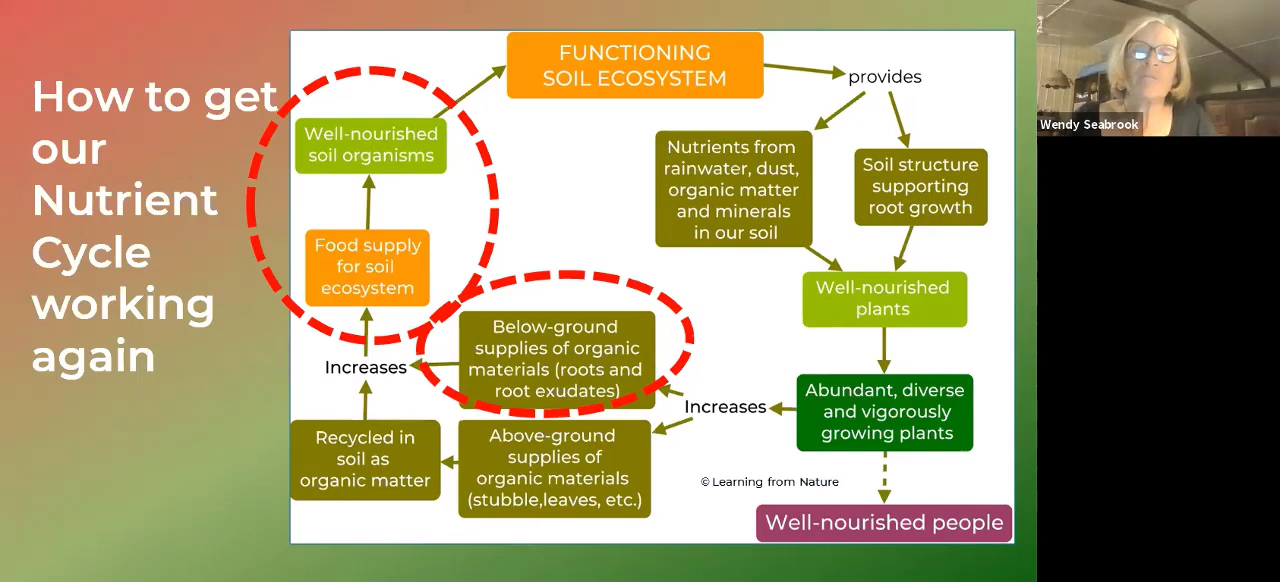 How to get
our
Nutrient
Cycle
working
again
FUNCTIONING
SOIL ECOSYSTEM
provides
Nutrients from
rainwater, dust,
organic matter
and minerals
in our soil
Soil structure
supporting
root growth
Well-nourished
plants
Abundant, diverse
and vigorously
growing plants
Well-nourished people
Increases
Below-ground
supplies of organic
materials (roots and
root exudates)
Above-ground
supplies of
organic materials
(stubble,leaves, etc.)
Recycled in
soil as
organic matter
Increases
Food supply
for soil
ecosystem
Well-nourished
soil organisms
© Learning from Nature
Wendy Seabrook